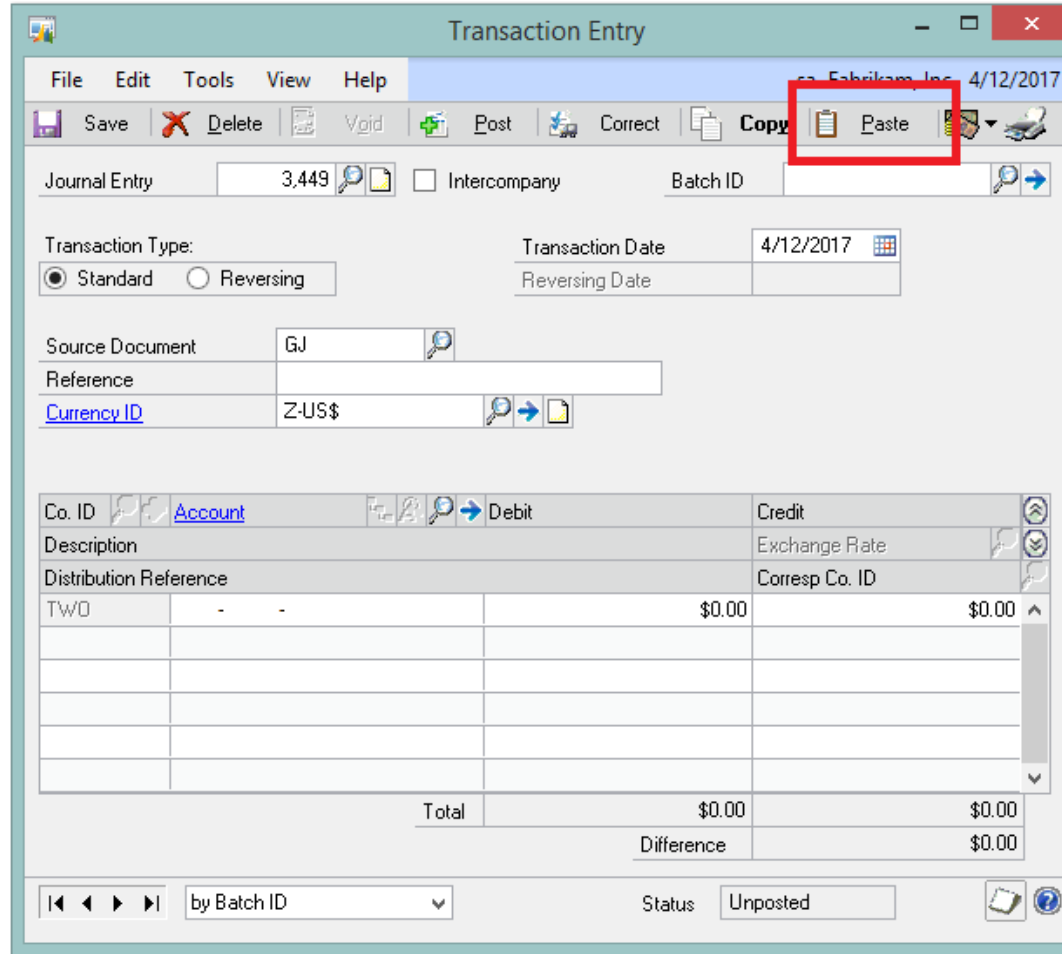 Transaction Entry
File Edit Tools View Help sa Fabrikam, Inc. 4/12/2017
Save Delete Void Post Correct Copy Paste
Journal Entry 3,449 Intercompany Batch ID
Transaction Type: Transaction Date 4/12/2017
Standard Reversing Reversing Date
Source Document GJ
Reference
Currency ID Z-US$
Co. ID Account Debit Credit
Description Exchange Rate
Distribution Reference Corresp Co. ID
TWO - - $0.00 $0.00
Total $0.00 $0.00
Difference $0.00
by Batch ID Status Unposted